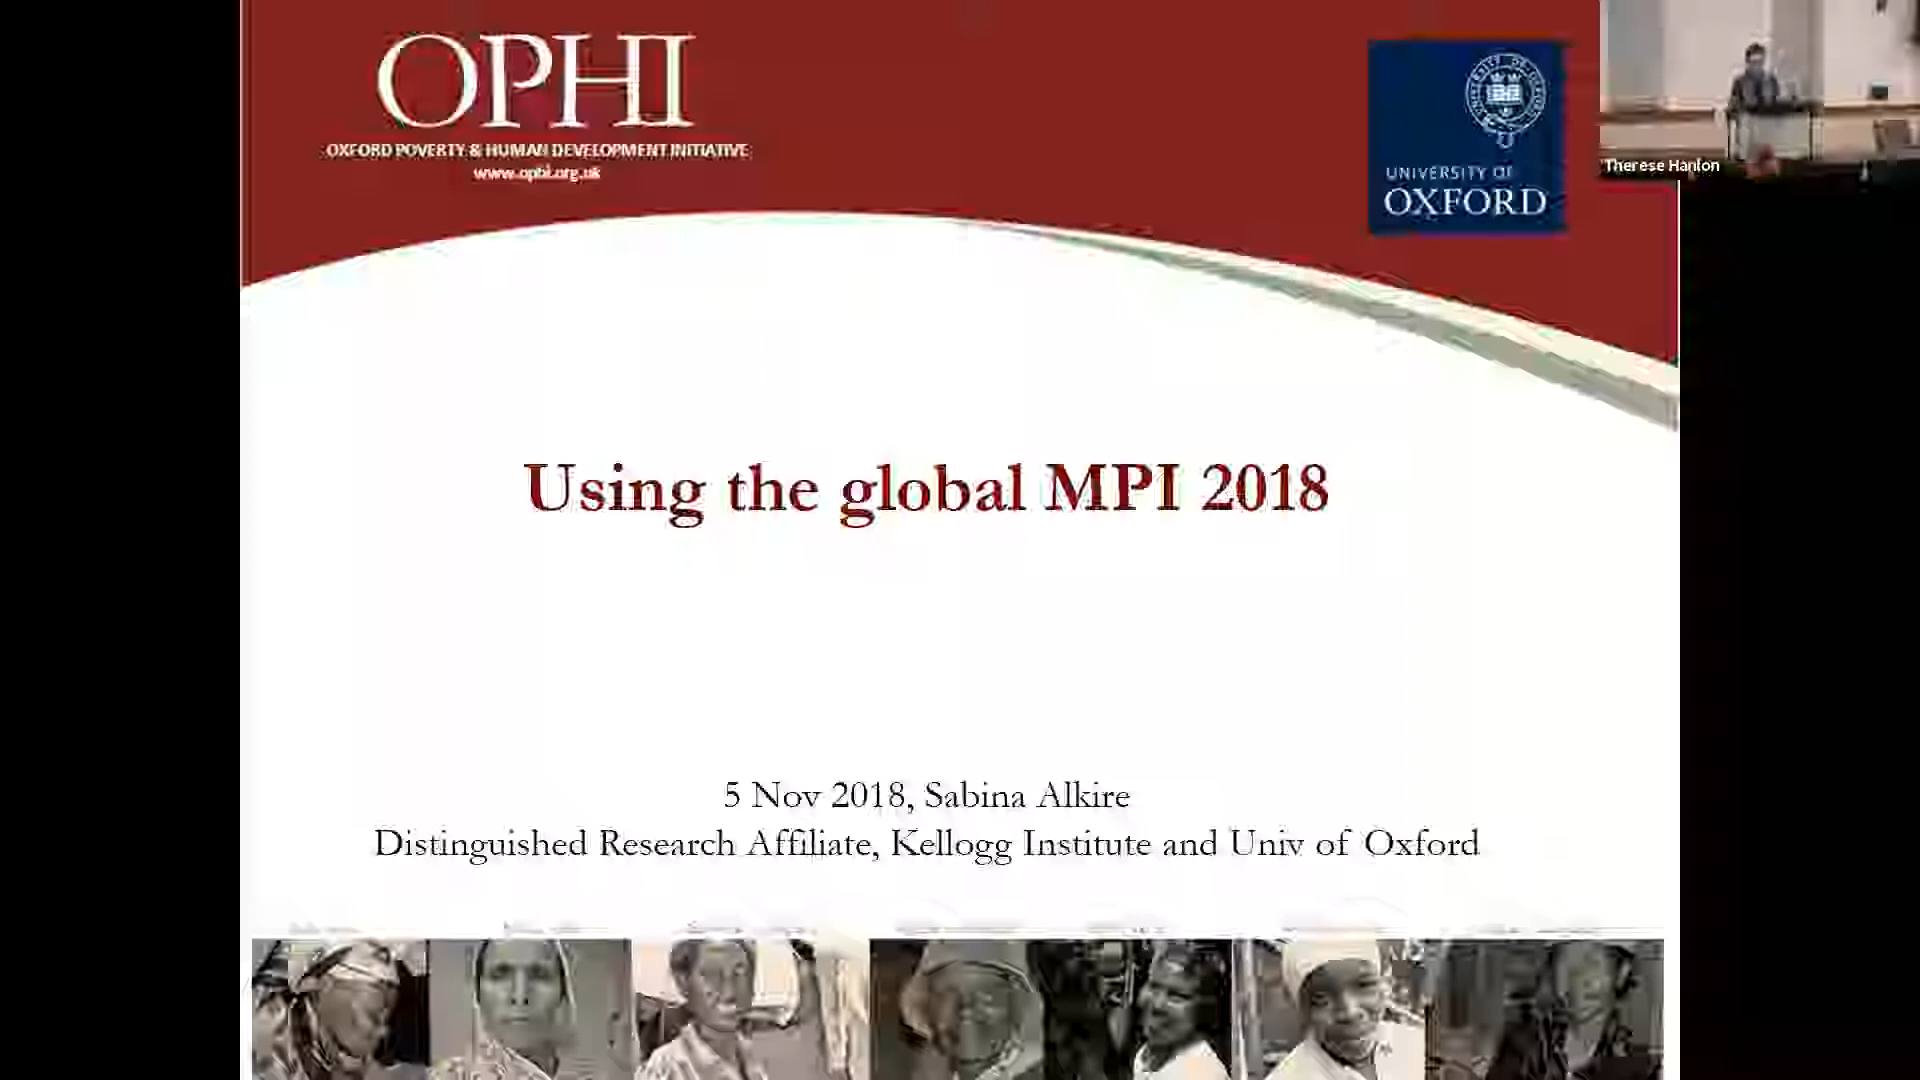 OPHI
OXFORD POVERTY & HUMAN DEVELOPMENT INITIATIVE
www.ophi.org.uk
UNIVERSITY OF
OXFORD
Therese Hanlon
Using the global MPI 2018
5 Nov 2018, Sabina Alkire
Distinguished Research Affiliate, Kellogg Institute and Univ of Oxford